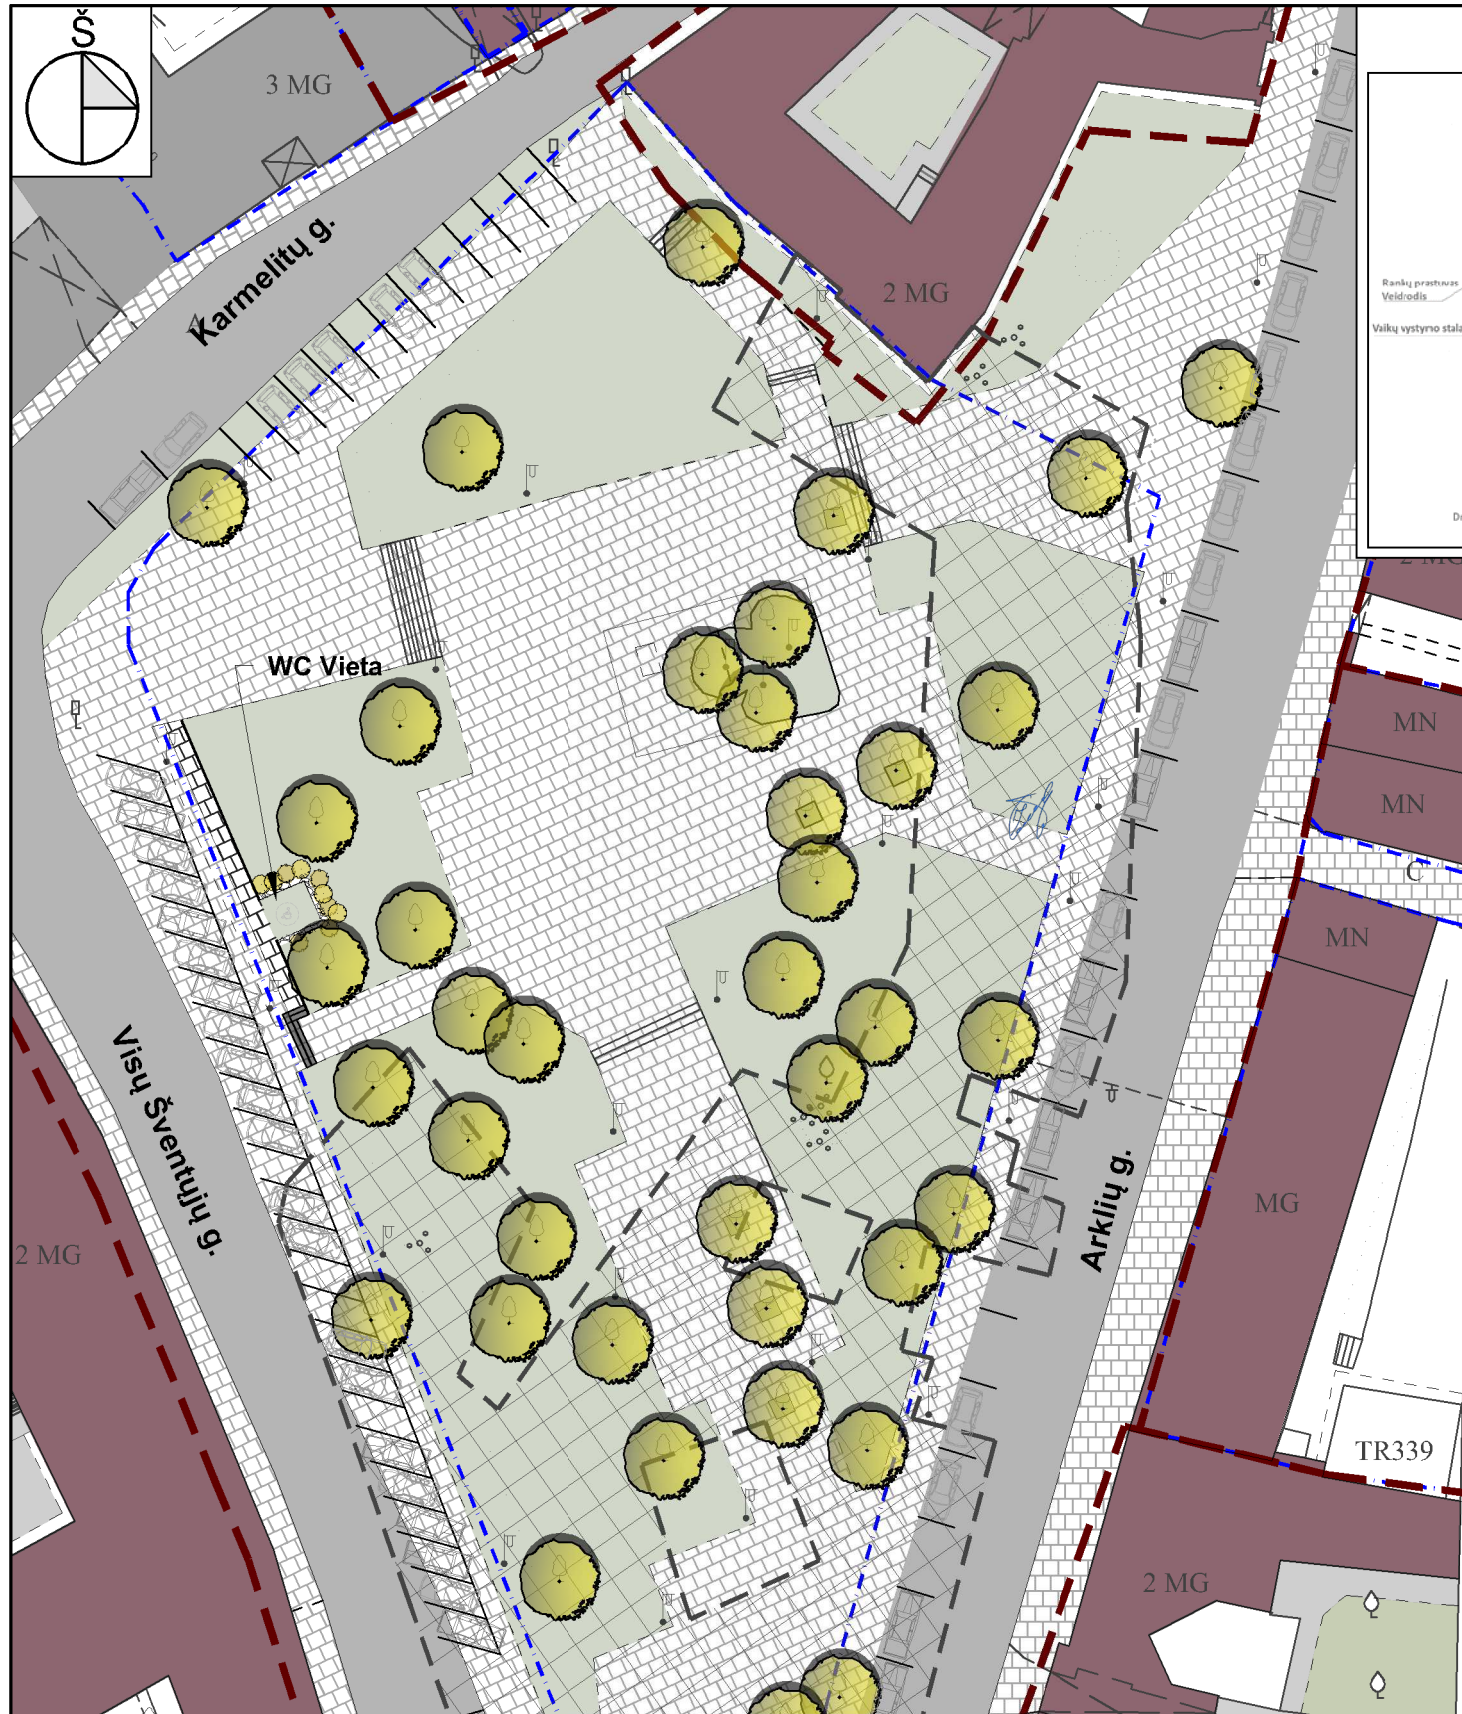 Š
3 MG
Karmelitų g.
2 MG
Rankų prastuvas
Veidrodis
Vaikų vystymo stala
WC Vieta
MN
MN
C
MN
Visų Šventųjų g.
2 MG
Arklių g.
MG
TR339
2 MG